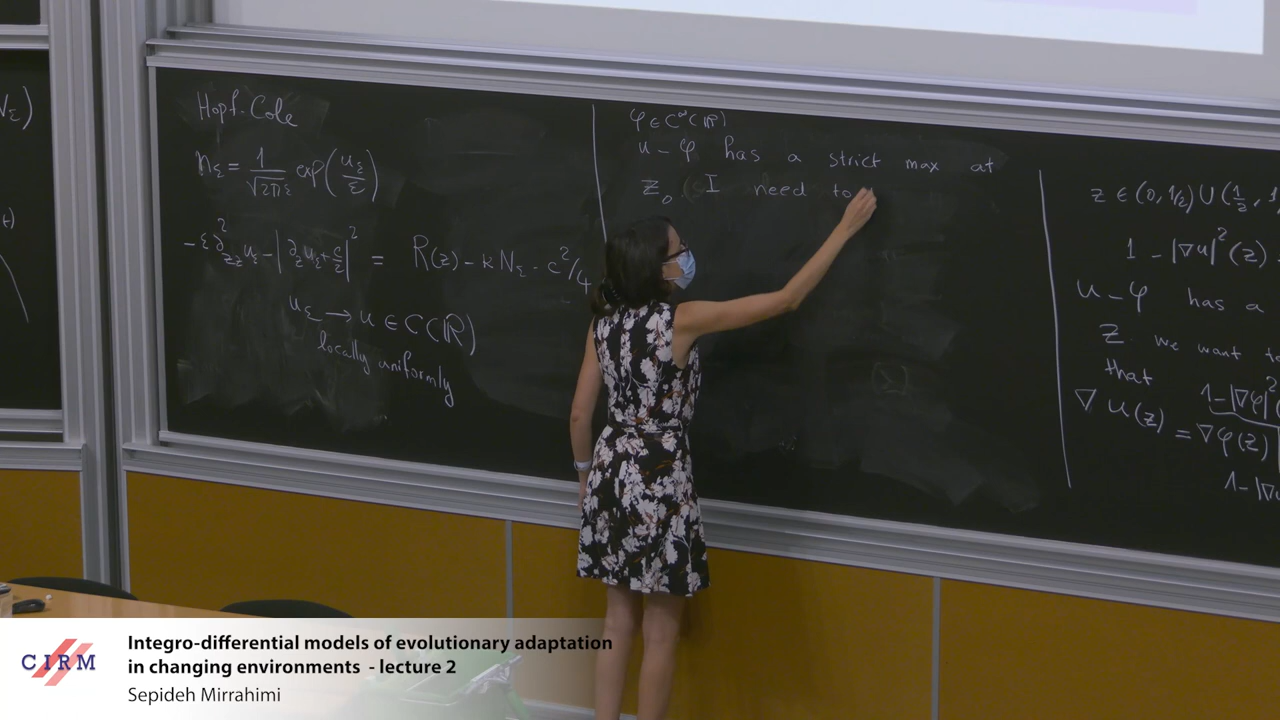 N_ε)
t)
Hopf-Cole
n_ε = 1/√(2πε) exp(u_ε/ε)
-ε ∂²_zz u_ε - |∂_z u_ε + c/2|² = R(z) - κN_ε - c²/4
u_ε → u ∈ C(ℝ)
locally uniformly
φ ∈ C^∞(ℝ)
u - φ has a strict max at
z_0. I need to
z ∈ (0, 1/2) ∪ (1/2, 1
1 - |∇u|²(z)
u - φ has a
z. we want t
that 1 - |∇φ|²
∇u(z) = ∇φ(z)
1 - |∇
CIRM
Integro-differential models of evolutionary adaptation
in changing environments - lecture 2
Sepideh Mirrahimi